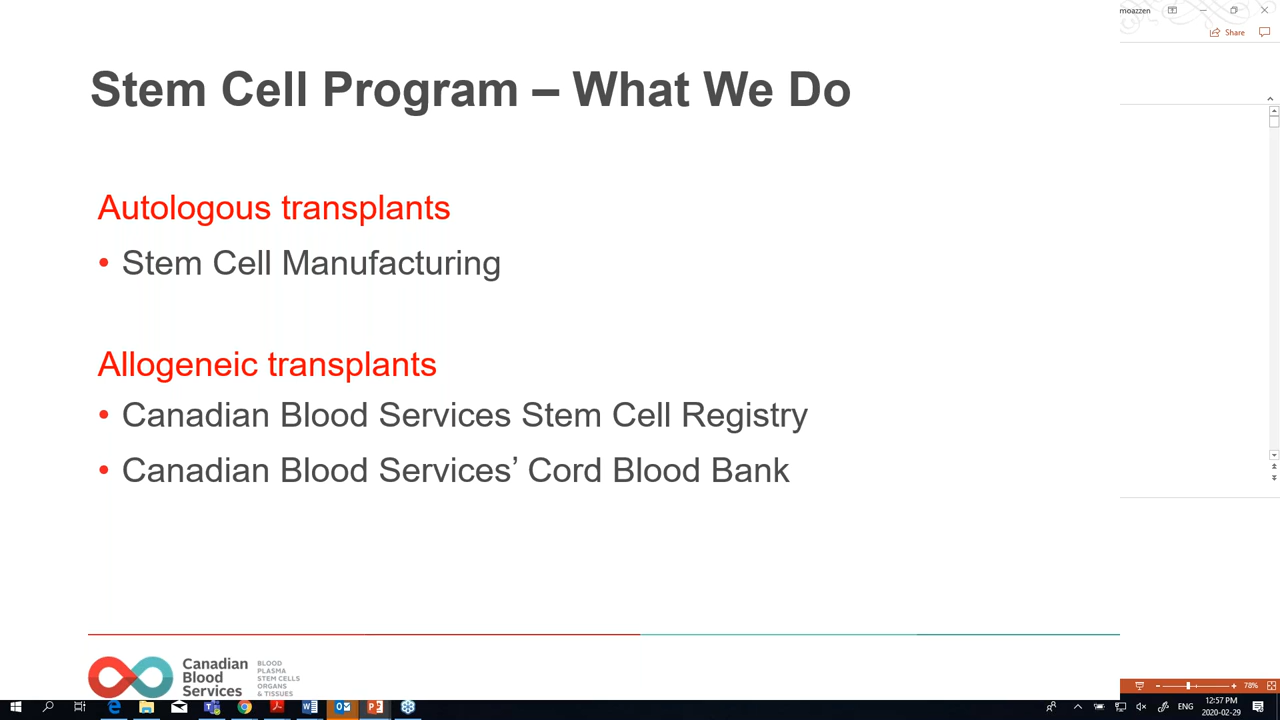 moazzen
Share
Stem Cell Program – What We Do
Autologous transplants
• Stem Cell Manufacturing
Allogeneic transplants
• Canadian Blood Services Stem Cell Registry
• Canadian Blood Services’ Cord Blood Bank
Canadian
Blood
Services
BLOOD
PLASMA
STEM CELLS
ORGANS
& TISSUES
78%
ENG
12:57 PM
2020-02-29